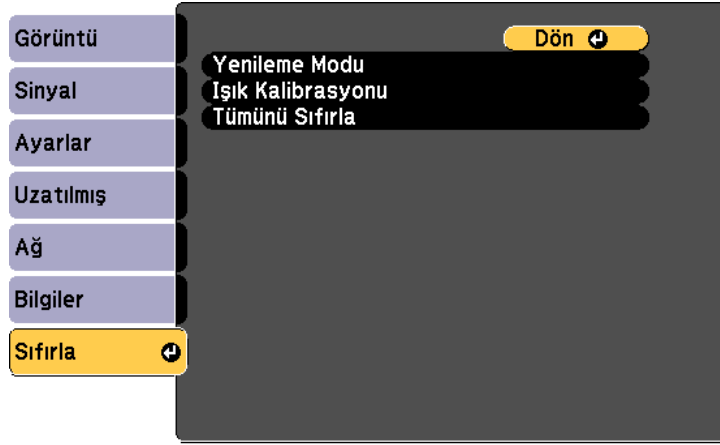 Görüntü
Sinyal
Ayarlar
Uzatılmış
Ağ
Bilgiler
Sıfırla
Dön
Yenileme Modu
Işık Kalibrasyonu
Tümünü Sıfırla